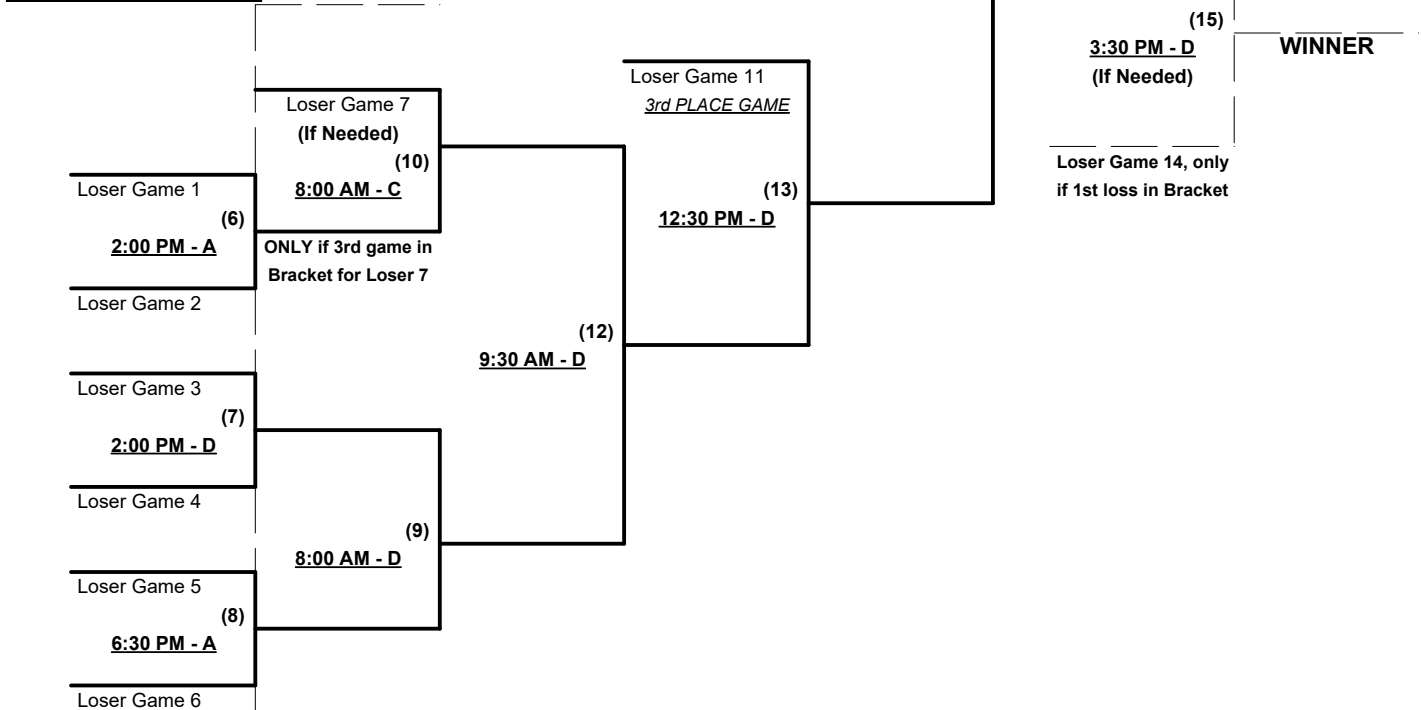 (15)
3:30 PM - D
(If Needed)
WINNER
Loser Game 14, only
if 1st loss in Bracket
Loser Game 11
3rd PLACE GAME
(13)
12:30 PM - D
Loser Game 7
(If Needed)
(10)
8:00 AM - C
ONLY if 3rd game in
Bracket for Loser 7
Loser Game 1
(6)
2:00 PM - A
Loser Game 2
(12)
9:30 AM - D
Loser Game 3
(7)
2:00 PM - D
Loser Game 4
(9)
8:00 AM - D
Loser Game 5
(8)
6:30 PM - A
Loser Game 6